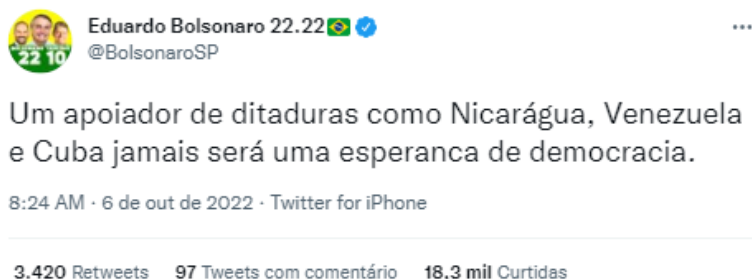 Eduardo Bolsonaro 22.22
@BolsonaroSP
22 10
Um apoiador de ditaduras como Nicarágua, Venezuela
e Cuba jamais será uma esperanca de democracia.
8:24 AM · 6 de out de 2022 · Twitter for iPhone
3.420 Retweets 97 Tweets com comentário 18,3 mil Curtidas